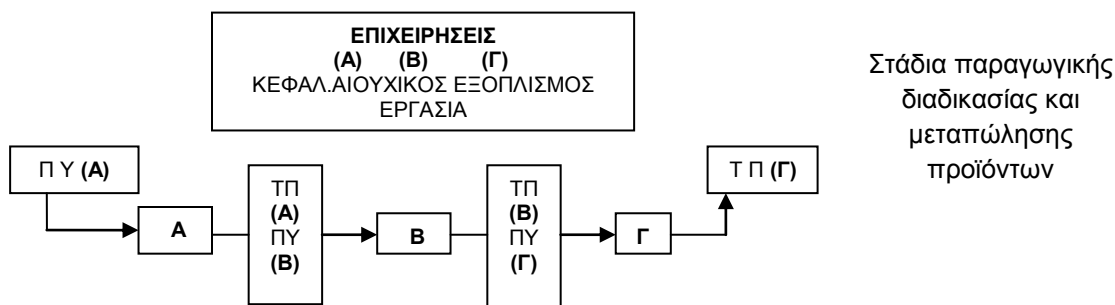 ΕΠΙΧΕΙΡΗΣΕΙΣ
(Α) (Β) (Γ)
ΚΕΦΑΛ.ΑΙΟΥΧΙΚΟΣ ΕΞΟΠΛΙΣΜΟΣ
ΕΡΓΑΣΙΑ
Στάδια παραγωγικής
διαδικασίας και
μεταπώλησης
προϊόντων
Π Υ (Α)
Α
ΤΠ
(Α)
ΠΥ
(Β)
Β
ΤΠ
(Β)
ΠΥ
(Γ)
Γ
Τ Π (Γ)